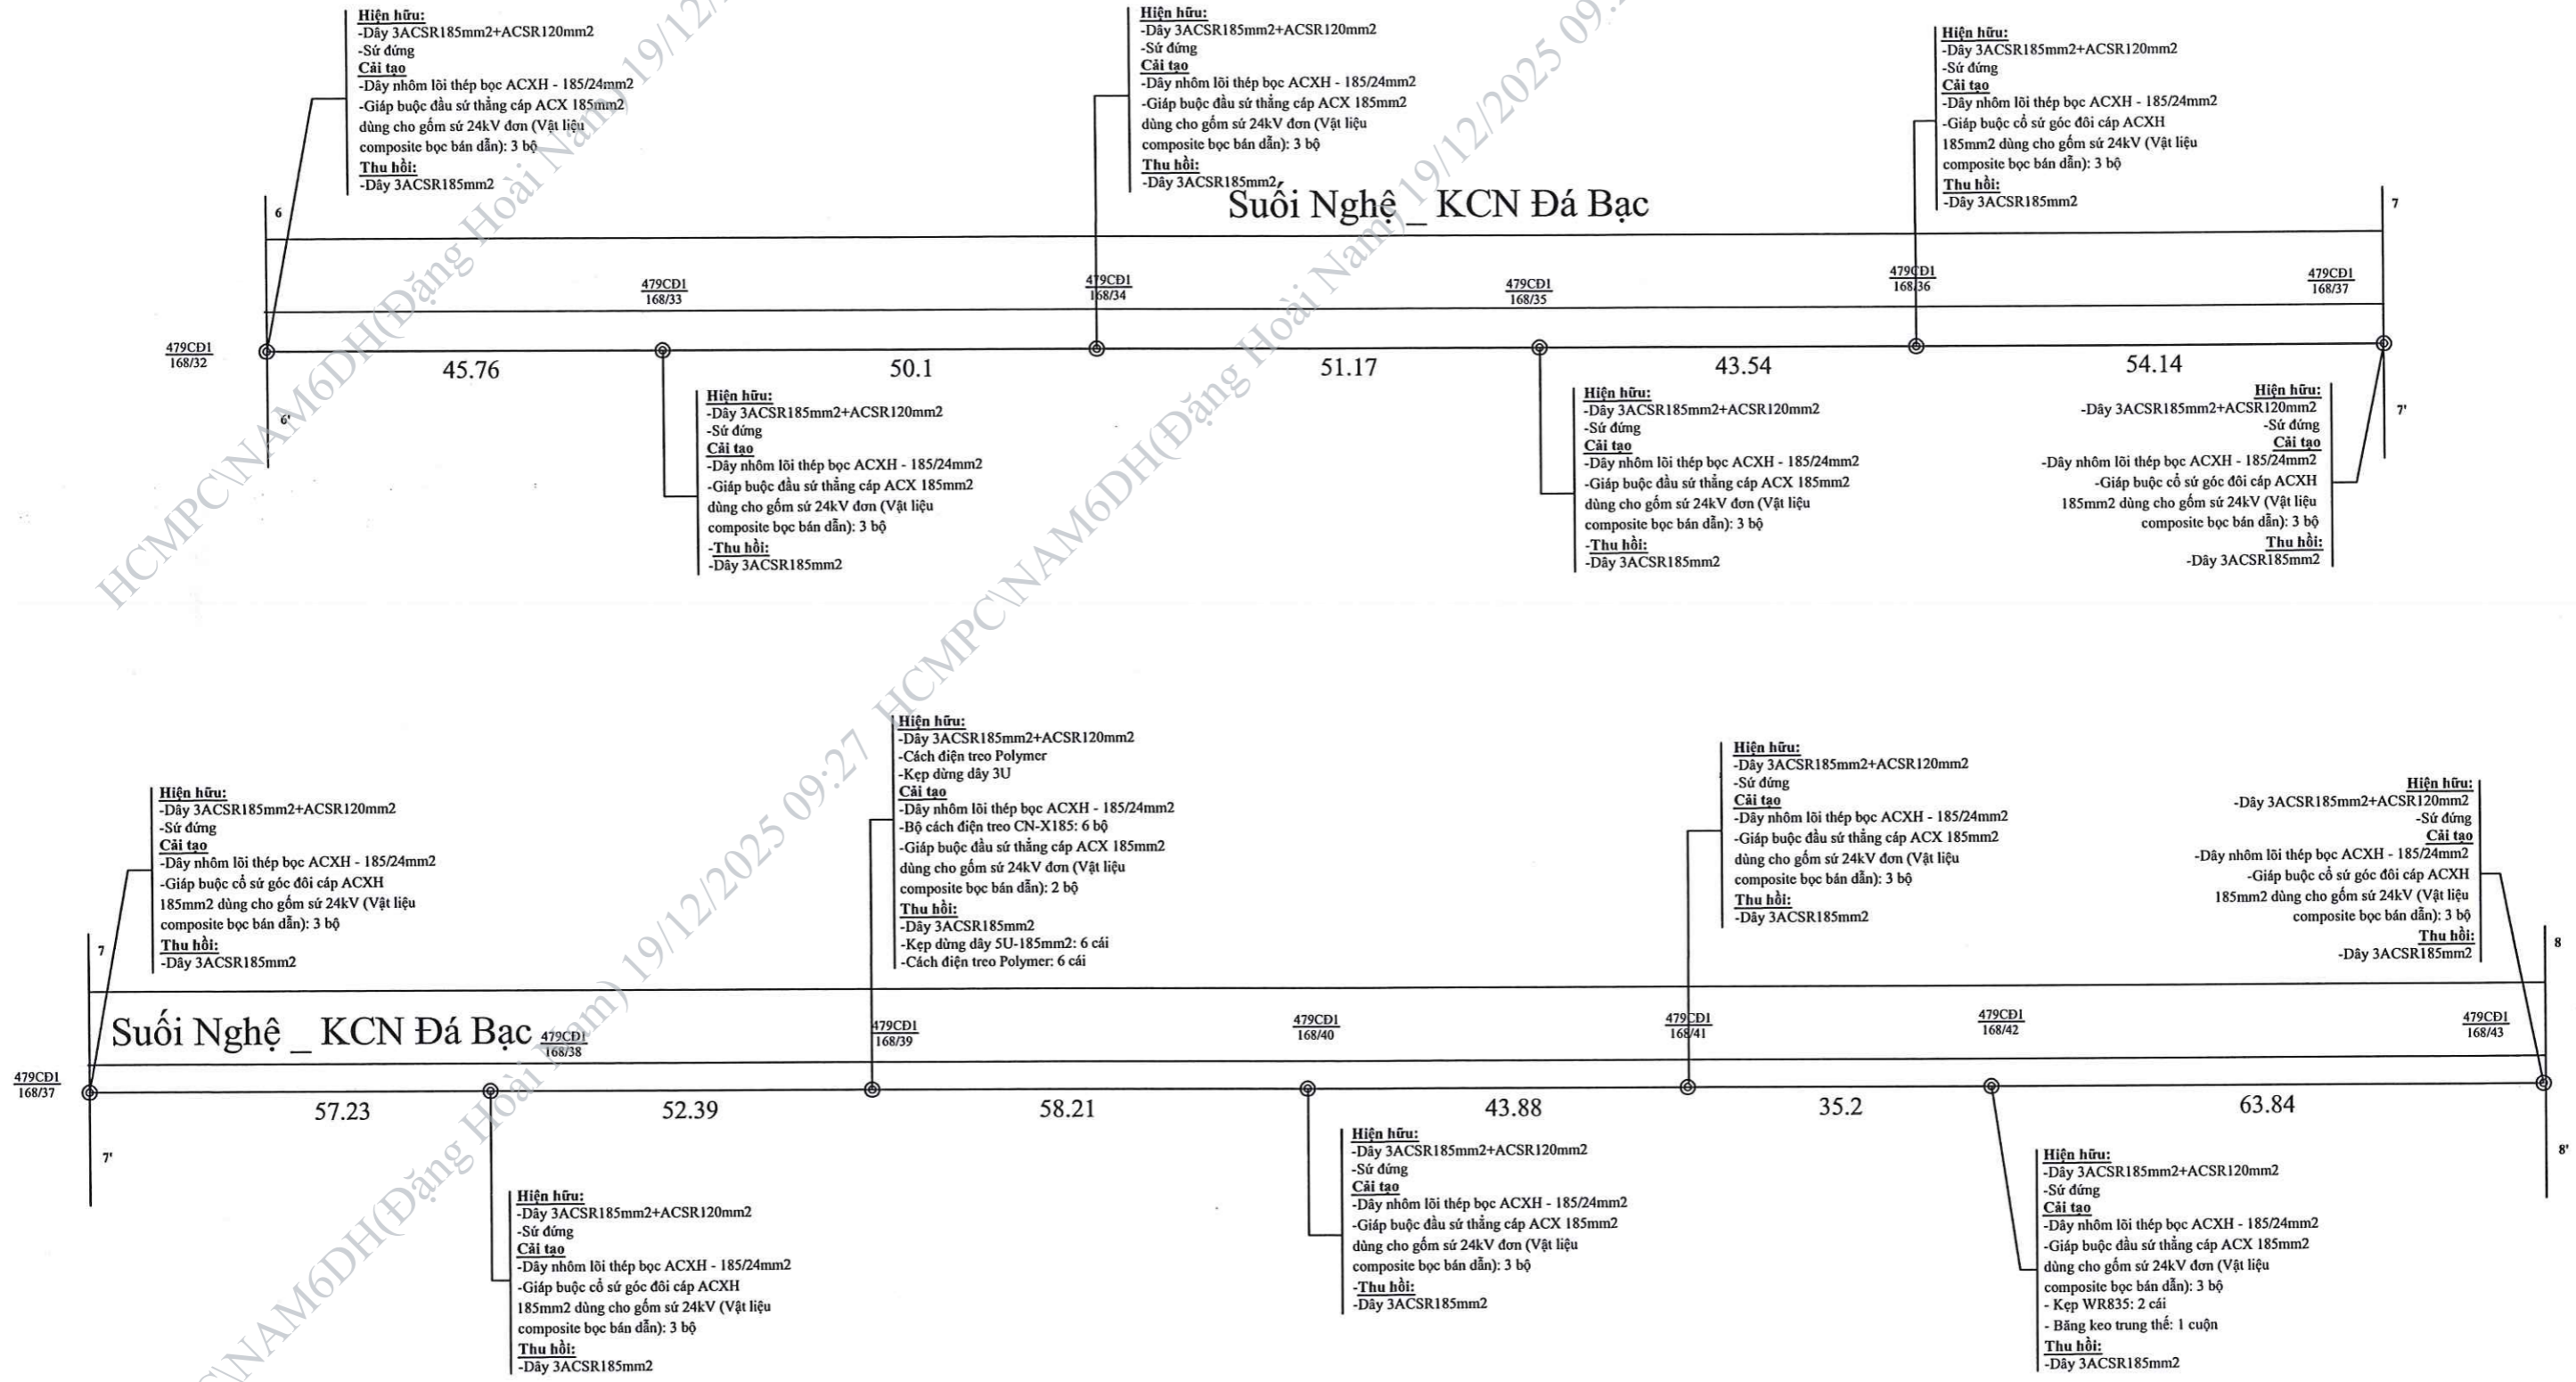 Hiện hữu:
-Dây 3ACSR185mm2+ACSR120mm2
-Sứ đứng
Cải tạo
-Dây nhôm lõi thép bọc ACXH - 185/24mm2
-Giáp buộc đầu sứ thẳng cáp ACX 185mm2
dùng cho gốm sứ 24kV đơn (Vật liệu
composite bọc bán dẫn): 3 bộ
Thu hồi:
-Dây 3ACSR185mm2
Hiện hữu:
-Dây 3ACSR185mm2+ACSR120mm2
-Sứ đứng
Cải tạo
-Dây nhôm lõi thép bọc ACXH - 185/24mm2
-Giáp buộc đầu sứ thẳng cáp ACX 185mm2
dùng cho gốm sứ 24kV đơn (Vật liệu
composite bọc bán dẫn): 3 bộ
Thu hồi:
-Dây 3ACSR185mm2
Hiện hữu:
-Dây 3ACSR185mm2+ACSR120mm2
-Sứ đứng
Cải tạo
-Dây nhôm lõi thép bọc ACXH - 185/24mm2
-Giáp buộc cổ sứ góc đôi cáp ACXH
185mm2 dùng cho gốm sứ 24kV (Vật liệu
composite bọc bán dẫn): 3 bộ
Thu hồi:
-Dây 3ACSR185mm2
6
Suối Nghệ _ KCN Đá Bạc
7
479CĐ1
168/33
479CĐ1
168/34
479CĐ1
168/35
479CĐ1
168/36
479CĐ1
168/37
479CĐ1
168/32
45.76
50.1
51.17
43.54
54.14
6'
7'
Hiện hữu:
-Dây 3ACSR185mm2+ACSR120mm2
-Sứ đứng
Cải tạo
-Dây nhôm lõi thép bọc ACXH - 185/24mm2
-Giáp buộc đầu sứ thẳng cáp ACX 185mm2
dùng cho gốm sứ 24kV đơn (Vật liệu
composite bọc bán dẫn): 3 bộ
-Thu hồi:
-Dây 3ACSR185mm2
Hiện hữu:
-Dây 3ACSR185mm2+ACSR120mm2
-Sứ đứng
Cải tạo
-Dây nhôm lõi thép bọc ACXH - 185/24mm2
-Giáp buộc đầu sứ thẳng cáp ACX 185mm2
dùng cho gốm sứ 24kV đơn (Vật liệu
composite bọc bán dẫn): 3 bộ
-Thu hồi:
-Dây 3ACSR185mm2
Hiện hữu:
-Dây 3ACSR185mm2+ACSR120mm2
-Sứ đứng
Cải tạo
-Dây nhôm lõi thép bọc ACXH - 185/24mm2
-Giáp buộc cổ sứ góc đôi cáp ACXH
185mm2 dùng cho gốm sứ 24kV (Vật liệu
composite bọc bán dẫn): 3 bộ
Thu hồi:
-Dây 3ACSR185mm2
HCMPC\NAM6DH(Đặng Hoài Nam) 19/12/
HCMPC\NAM6DH(Đặng Hoài Nam) 19/12/2025 09:
Hiện hữu:
-Dây 3ACSR185mm2+ACSR120mm2
-Sứ đứng
Cải tạo
-Dây nhôm lõi thép bọc ACXH - 185/24mm2
-Giáp buộc cổ sứ góc đôi cáp ACXH
185mm2 dùng cho gốm sứ 24kV (Vật liệu
composite bọc bán dẫn): 3 bộ
Thu hồi:
-Dây 3ACSR185mm2
Hiện hữu:
-Dây 3ACSR185mm2+ACSR120mm2
-Cách điện treo Polymer
-Kẹp dừng dây 3U
Cải tạo
-Dây nhôm lõi thép bọc ACXH - 185/24mm2
-Bộ cách điện treo CN-X185: 6 bộ
-Giáp buộc đầu sứ thẳng cáp ACX 185mm2
dùng cho gốm sứ 24kV đơn (Vật liệu
composite bọc bán dẫn): 2 bộ
Thu hồi:
-Dây 3ACSR185mm2
-Kẹp dừng dây 5U-185mm2: 6 cái
-Cách điện treo Polymer: 6 cái
Hiện hữu:
-Dây 3ACSR185mm2+ACSR120mm2
-Sứ đứng
Cải tạo
-Dây nhôm lõi thép bọc ACXH - 185/24mm2
-Giáp buộc đầu sứ thẳng cáp ACX 185mm2
dùng cho gốm sứ 24kV đơn (Vật liệu
composite bọc bán dẫn): 3 bộ
Thu hồi:
-Dây 3ACSR185mm2
Hiện hữu:
-Dây 3ACSR185mm2+ACSR120mm2
-Sứ đứng
Cải tạo
-Dây nhôm lõi thép bọc ACXH - 185/24mm2
-Giáp buộc cổ sứ góc đôi cáp ACXH
185mm2 dùng cho gốm sứ 24kV (Vật liệu
composite bọc bán dẫn): 3 bộ
Thu hồi:
-Dây 3ACSR185mm2
7
8
Suối Nghệ _ KCN Đá Bạc
479CĐ1
168/38
479CĐ1
168/39
479CĐ1
168/40
479CĐ1
168/41
479CĐ1
168/42
479CĐ1
168/43
479CĐ1
168/37
57.23
52.39
58.21
43.88
35.2
63.84
7'
8'
Hiện hữu:
-Dây 3ACSR185mm2+ACSR120mm2
-Sứ đứng
Cải tạo
-Dây nhôm lõi thép bọc ACXH - 185/24mm2
-Giáp buộc cổ sứ góc đôi cáp ACXH
185mm2 dùng cho gốm sứ 24kV (Vật liệu
composite bọc bán dẫn): 3 bộ
Thu hồi:
-Dây 3ACSR185mm2
Hiện hữu:
-Dây 3ACSR185mm2+ACSR120mm2
-Sứ đứng
Cải tạo
-Dây nhôm lõi thép bọc ACXH - 185/24mm2
-Giáp buộc đầu sứ thẳng cáp ACX 185mm2
dùng cho gốm sứ 24kV đơn (Vật liệu
composite bọc bán dẫn): 3 bộ
-Thu hồi:
-Dây 3ACSR185mm2
Hiện hữu:
-Dây 3ACSR185mm2+ACSR120mm2
-Sứ đứng
Cải tạo
-Dây nhôm lõi thép bọc ACXH - 185/24mm2
-Giáp buộc đầu sứ thẳng cáp ACX 185mm2
dùng cho gốm sứ 24kV đơn (Vật liệu
composite bọc bán dẫn): 3 bộ
- Kẹp WR835: 2 cái
- Băng keo trung thế: 1 cuộn
Thu hồi:
-Dây 3ACSR185mm2
C\NAM6DH(Đặng Hoài Nam) 19/12/2025 09:27